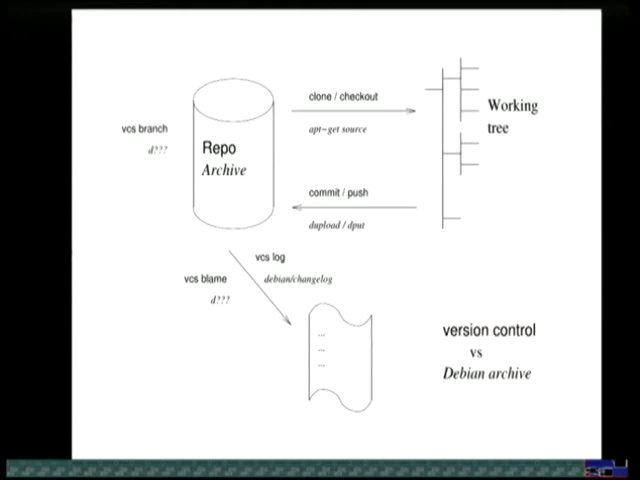 clone / checkout
apt-get source
Working
tree
vcs branch
d???
Repo
Archive
commit / push
dupload / dput
vcs log
debian/changelog
vcs blame
d???
...
...
...
version control
vs
Debian archive